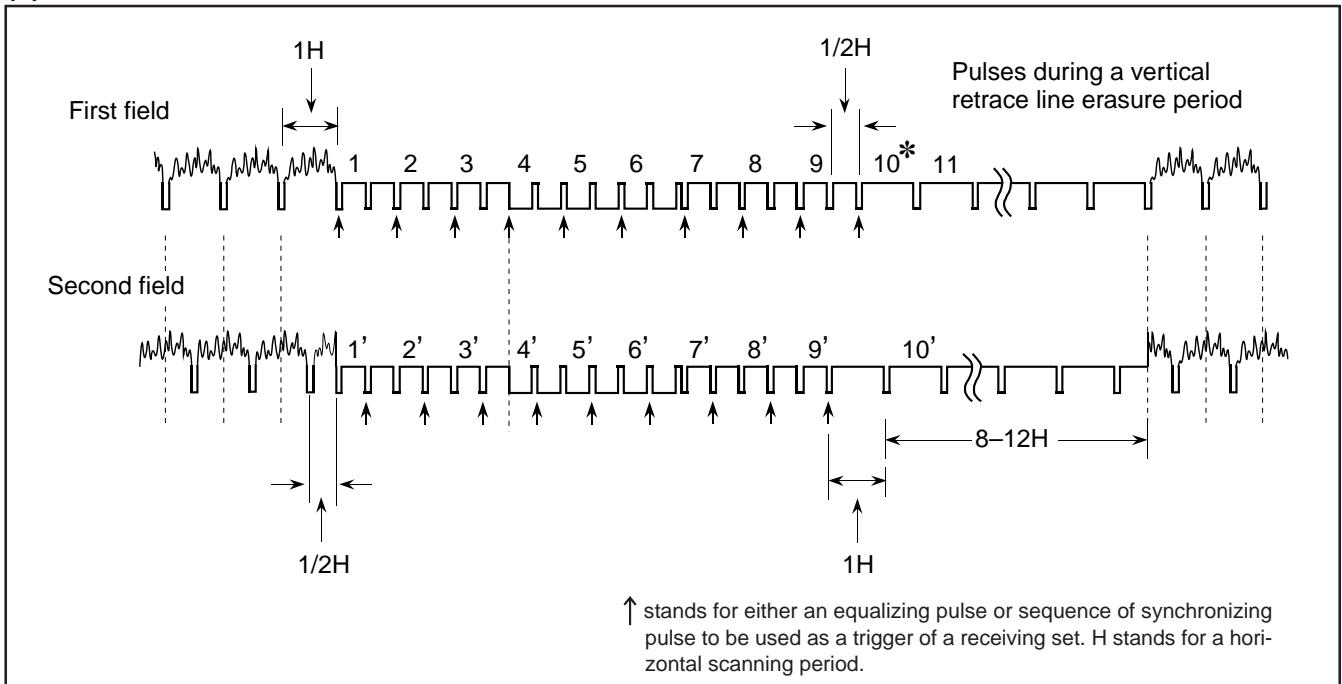 1H
1/2H
Pulses during a vertical
retrace line erasure period
First field
1 2 3 4 5 6 7 8 9 10* 11
Second field
1’ 2’ 3’ 4’ 5’ 6’ 7’ 8’ 9’ 10’
8–12H
1/2H
1H
↑ stands for either an equalizing pulse or sequence of synchronizing
pulse to be used as a trigger of a receiving set. H stands for a hori-
zontal scanning period.